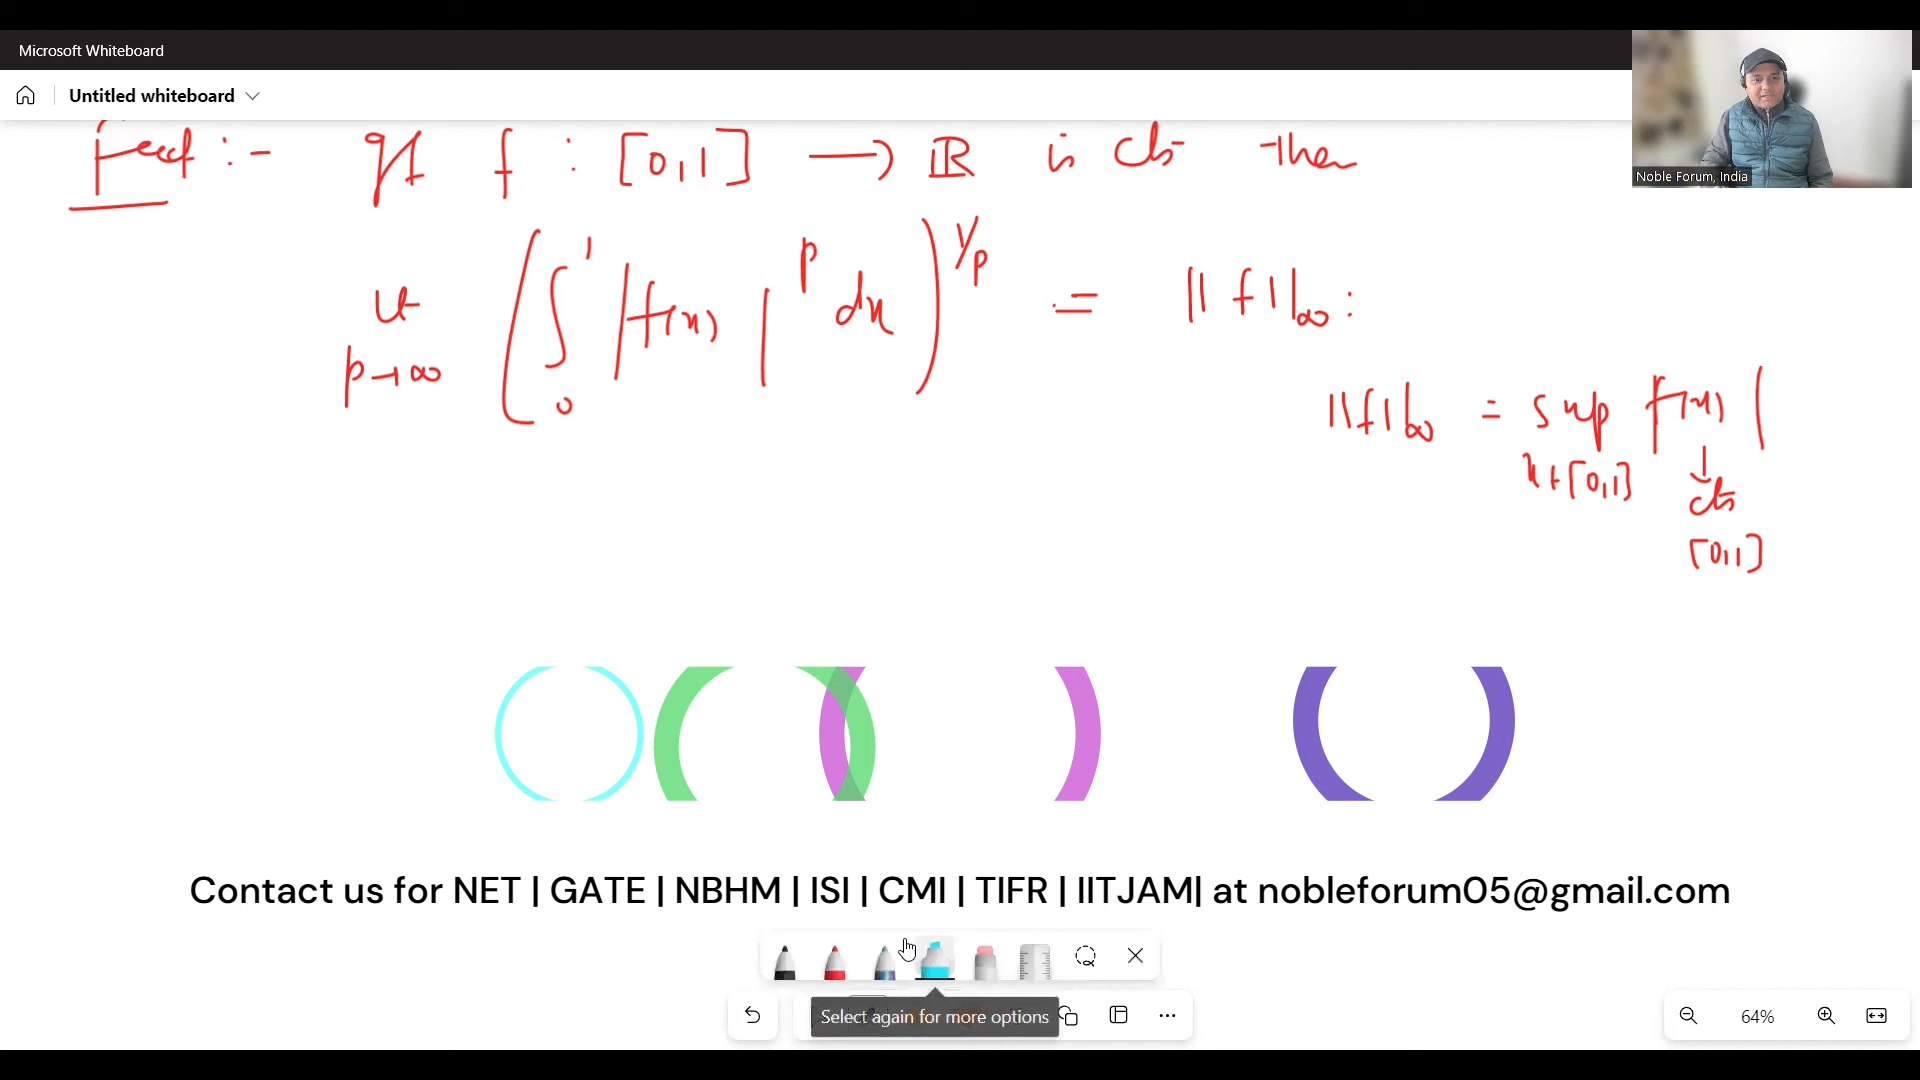 Microsoft Whiteboard
Untitled whiteboard
Noble Forum, India
fact :- If f : [0,1] → ℝ is cts then
lt p→∞ ( ∫₀¹ |f(x)|^p dx )^{1/p} = ||f||∞ :
||f||∞ = sup f(x) |
x∈[0,1] ↓
cts
[0,1]
Contact us for NET | GATE | NBHM | ISI | CMI | TIFR | IITJAM| at nobleforum05@gmail.com
Select again for more options
64%